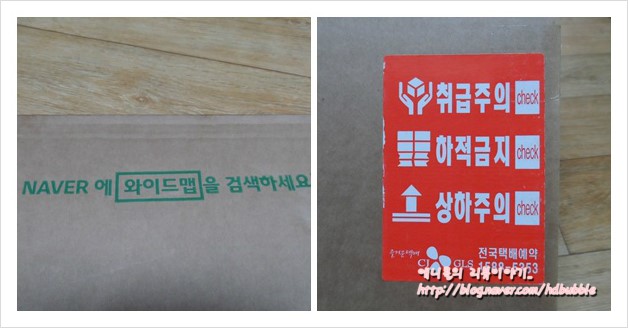 NAVER 에 와이드맵을 검색하세요
취급주의 check
하적금지 check
상하주의 check
전국택배예약
CJ GLS 1588-5353
http://blog.naver.com/hdbubble